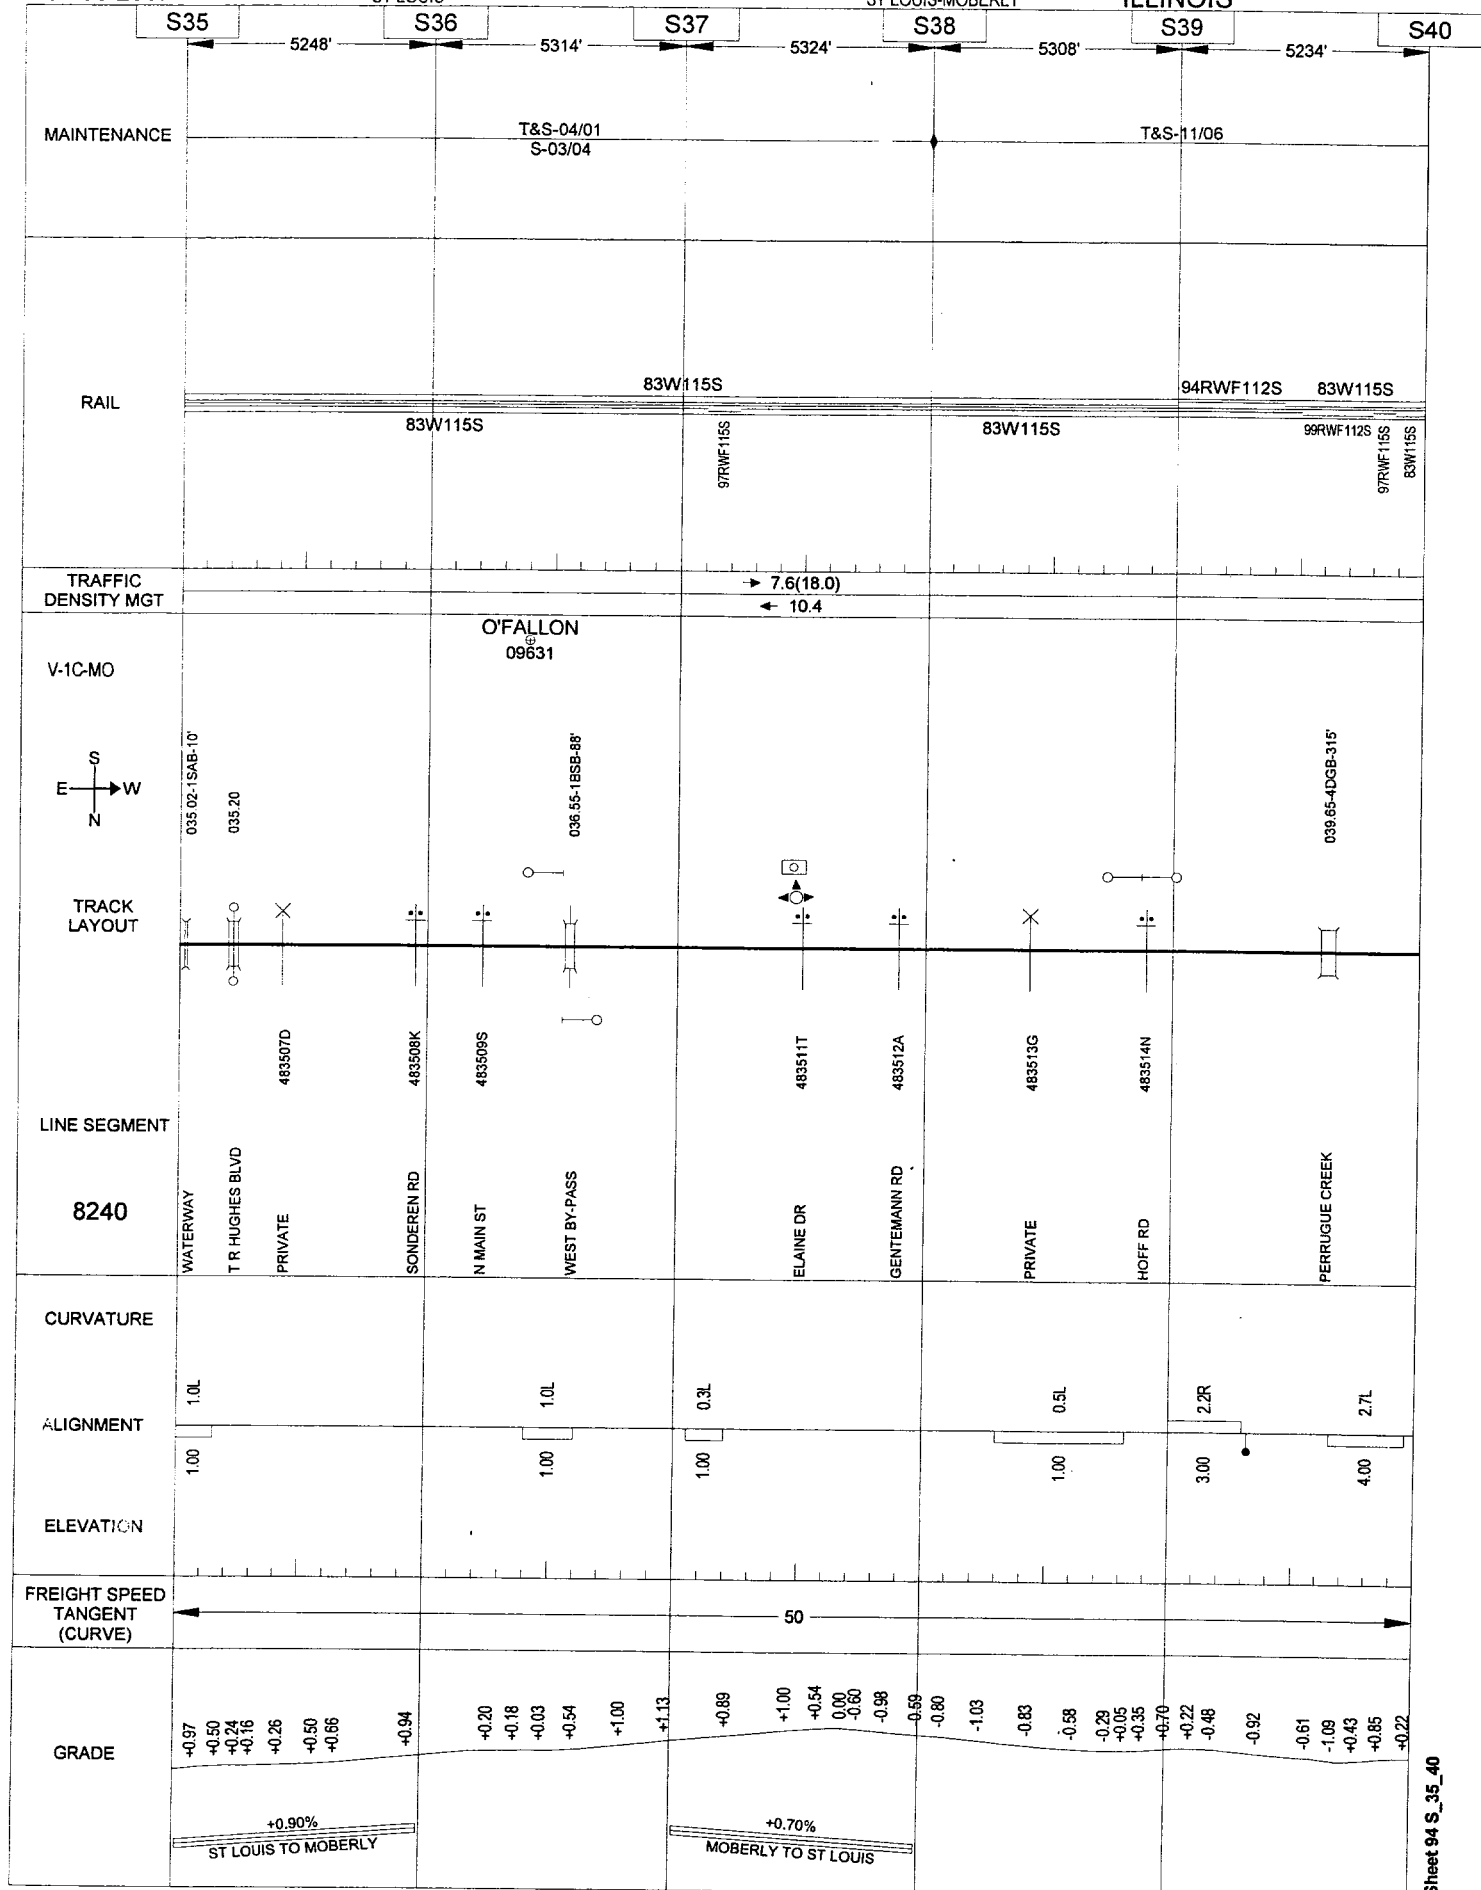 ILLINOIS
S35 S36 S37 S38 S39 S40
5248' 5314' 5324' 5308' 5234'
MAINTENANCE
T&S-04/01
S-03/04
T&S-11/06
RAIL
83W115S 94RWF112S 83W115S
83W115S 97RWF115S 83W115S 99RWF112S 97RWF115S 83W115S
TRAFFIC
DENSITY MGT
7.6(18.0)
10.4
O'FALLON
09631
V-1C-MO
S
E W
N
035.02-1SAB-10'
035.20
036.55-1BSB-88'
039.65-4DGB-315'
TRACK
LAYOUT
483507D
483508K
483509S
483511T
483512A
483513G
483514N
LINE SEGMENT
8240
WATERWAY
T R HUGHES BLVD
PRIVATE
SONDEREN RD
N MAIN ST
WEST BY-PASS
ELAINE DR
GENTEMANN RD
PRIVATE
HOFF RD
PERRUGUE CREEK
CURVATURE
1.0L 1.0L 0.3L 0.5L 2.2R 2.7L
ALIGNMENT
1.00 1.00 1.00 1.00 3.00 4.00
ELEVATION
FREIGHT SPEED
TANGENT
(CURVE)
50
GRADE
+0.97 +0.50 +0.24 +0.16 +0.26 +0.50 +0.66 +0.94 +0.20 +0.18 +0.03 +0.54 +1.00 +1.13 +0.89 +1.00 +0.54 0.00 -0.60 -0.98 -0.59 -0.80 -1.03 -0.83 -0.58 -0.29 +0.05 +0.35 +0.70 +0.22 -0.48 -0.92 -0.61 -1.09 +0.43 +0.85 +0.22
+0.90%
ST LOUIS TO MOBERLY
+0.70%
MOBERLY TO ST LOUIS
Sheet 94 S_35_40